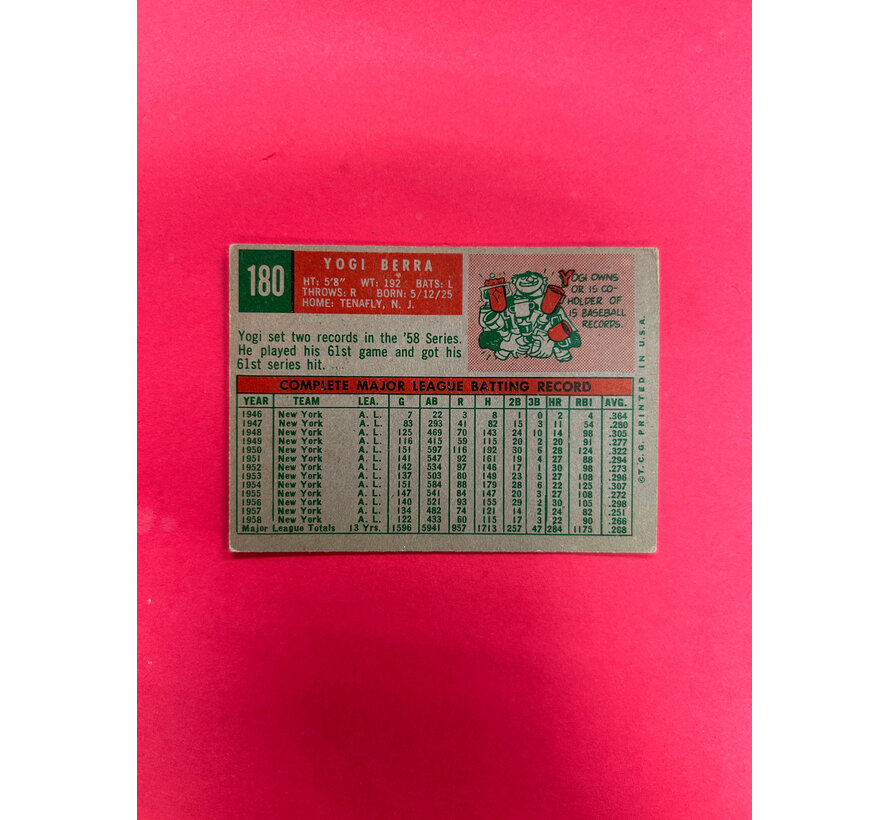 180
YOGI BERRA
HT: 5'8" WT: 192 BATS: L
THROWS: R BORN: 5/12/25
HOME: TENAFLY, N. J.
YOGI OWNS
OR IS CO-
HOLDER OF
15 BASEBALL
RECORDS.
Yogi set two records in the '58 Series.
He played his 61st game and got his
61st series hit.
COMPLETE MAJOR LEAGUE BATTING RECORD
YEAR TEAM LEA. G AB R H 2B 3B HR RBI AVG.
1946 New York A. L. 7 22 3 8 1 0 2 4 .364
1947 New York A. L. 83 293 41 82 15 3 11 54 .280
1948 New York A. L. 125 469 70 143 24 10 14 98 .305
1949 New York A. L. 116 415 59 115 20 2 20 91 .277
1950 New York A. L. 151 597 116 192 30 6 28 124 .322
1951 New York A. L. 141 547 92 161 19 4 27 88 .294
1952 New York A. L. 142 534 97 146 17 1 30 98 .273
1953 New York A. L. 137 503 80 149 23 5 27 108 .296
1954 New York A. L. 151 584 88 179 28 6 22 125 .307
1955 New York A. L. 147 541 84 147 20 3 27 108 .272
1956 New York A. L. 140 521 93 155 29 2 30 105 .298
1957 New York A. L. 134 482 74 121 14 2 24 82 .251
1958 New York A. L. 122 433 60 115 17 3 22 90 .266
Major League Totals 13 Yrs. 1596 5941 957 1713 257 47 284 1175 .288
© T. C. G. PRINTED IN U.S.A.